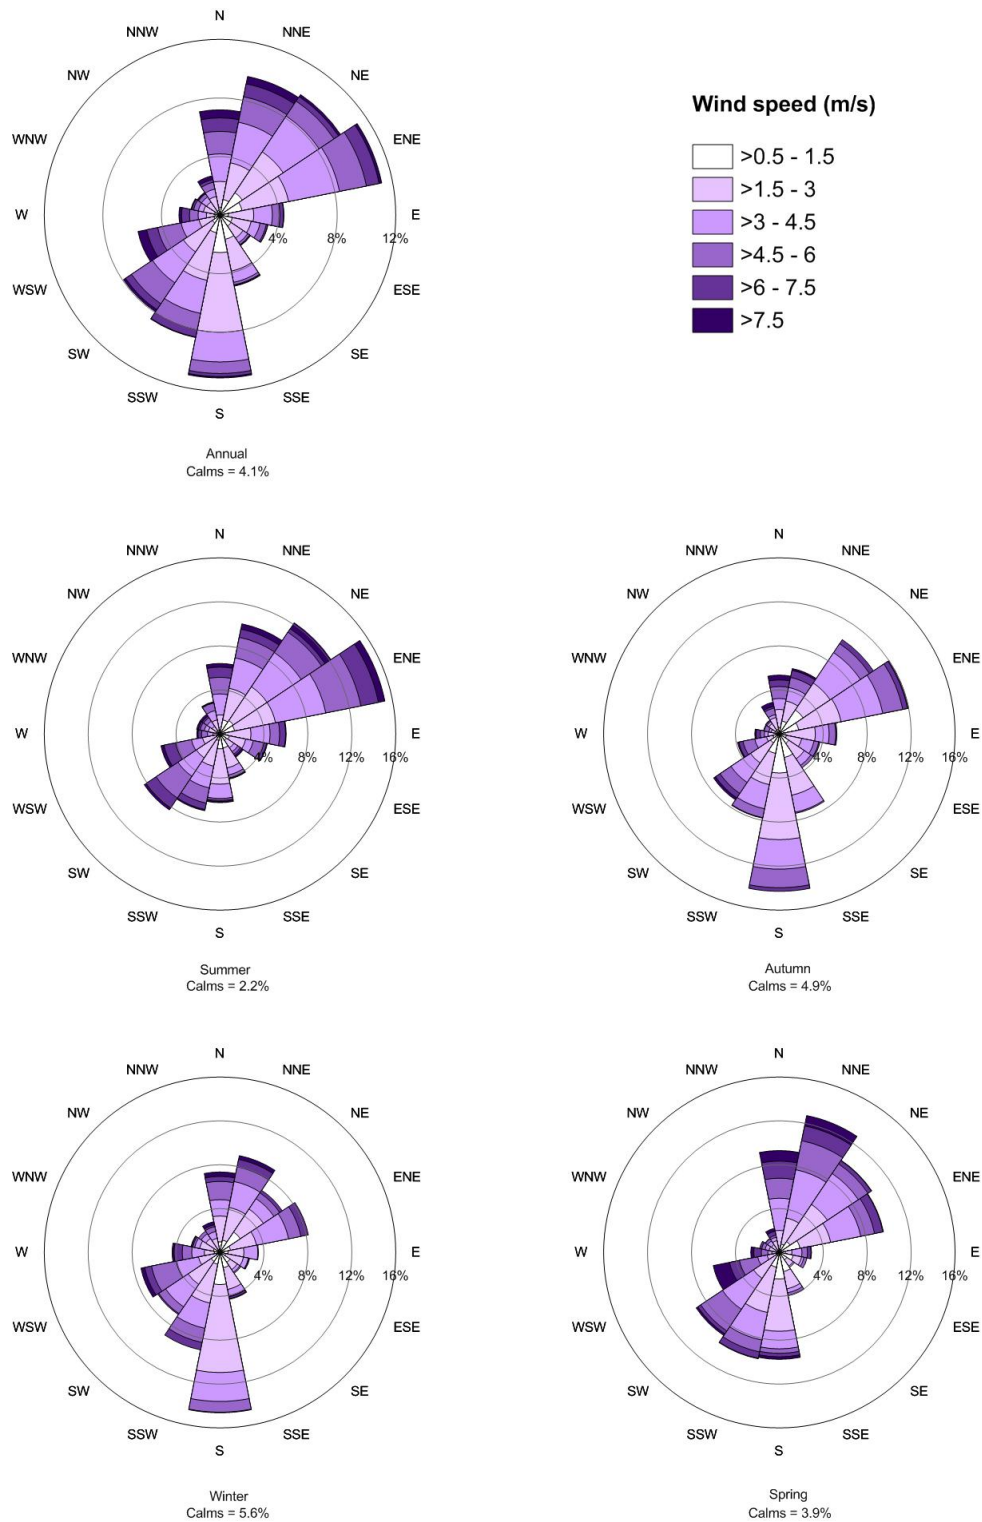 N
NNW
NNE
NW
NE
WNW
ENE
W
E
4%
8%
12%
WSW
ESE
SW
SE
SSW
SSE
S
Annual
Calms = 4.1%
Wind speed (m/s)
>0.5 - 1.5
>1.5 - 3
>3 - 4.5
>4.5 - 6
>6 - 7.5
>7.5
N
NNW
NNE
NW
NE
WNW
ENE
W
E
4%
8%
12%
16%
WSW
ESE
SW
SE
SSW
SSE
S
Summer
Calms = 2.2%
N
NNW
NNE
NW
NE
WNW
ENE
W
E
4%
8%
12%
16%
WSW
ESE
SW
SE
SSW
SSE
S
Autumn
Calms = 4.9%
N
NNW
NNE
NW
NE
WNW
ENE
W
E
4%
8%
12%
16%
WSW
ESE
SW
SE
SSW
SSE
S
Winter
Calms = 5.6%
N
NNW
NNE
NW
NE
WNW
ENE
W
E
4%
8%
12%
16%
WSW
ESE
SW
SE
SSW
SSE
S
Spring
Calms = 3.9%